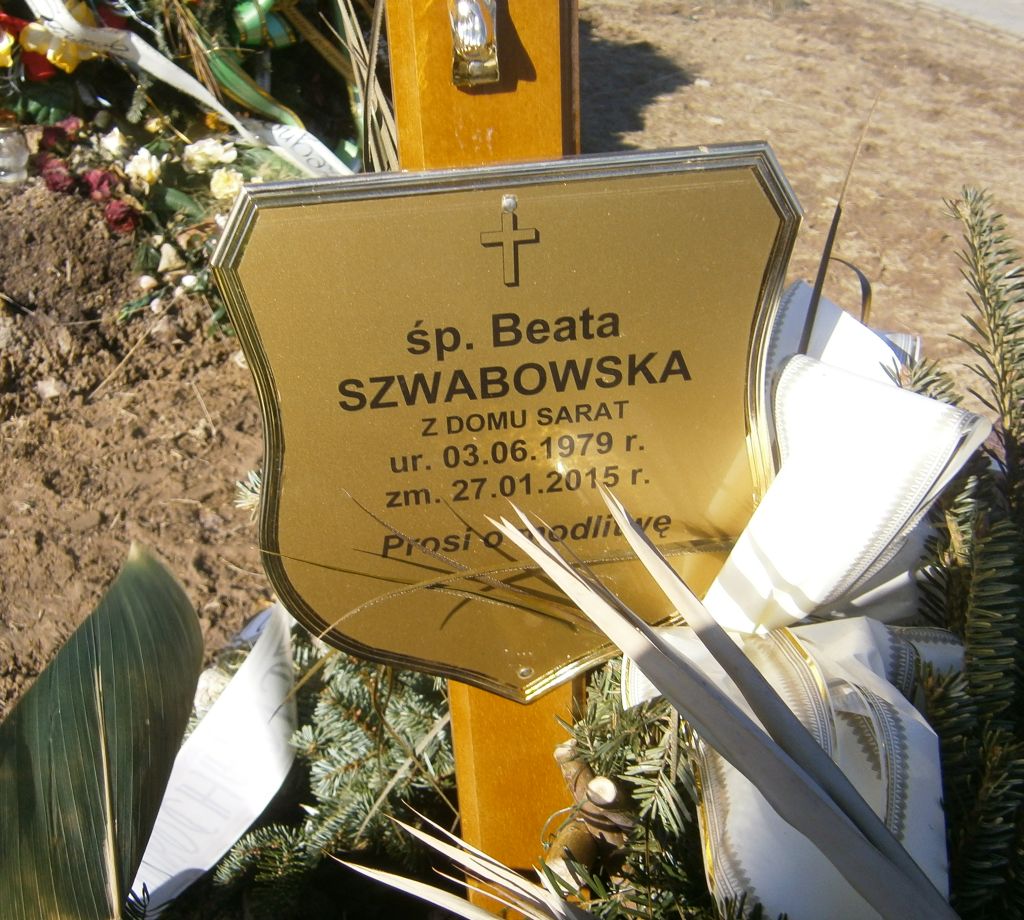 śp. Beata
SZWABOWSKA
Z DOMU SARAT
ur. 03.06.1979 r.
zm. 27.01.2015 r.
Prosi o modlitwę